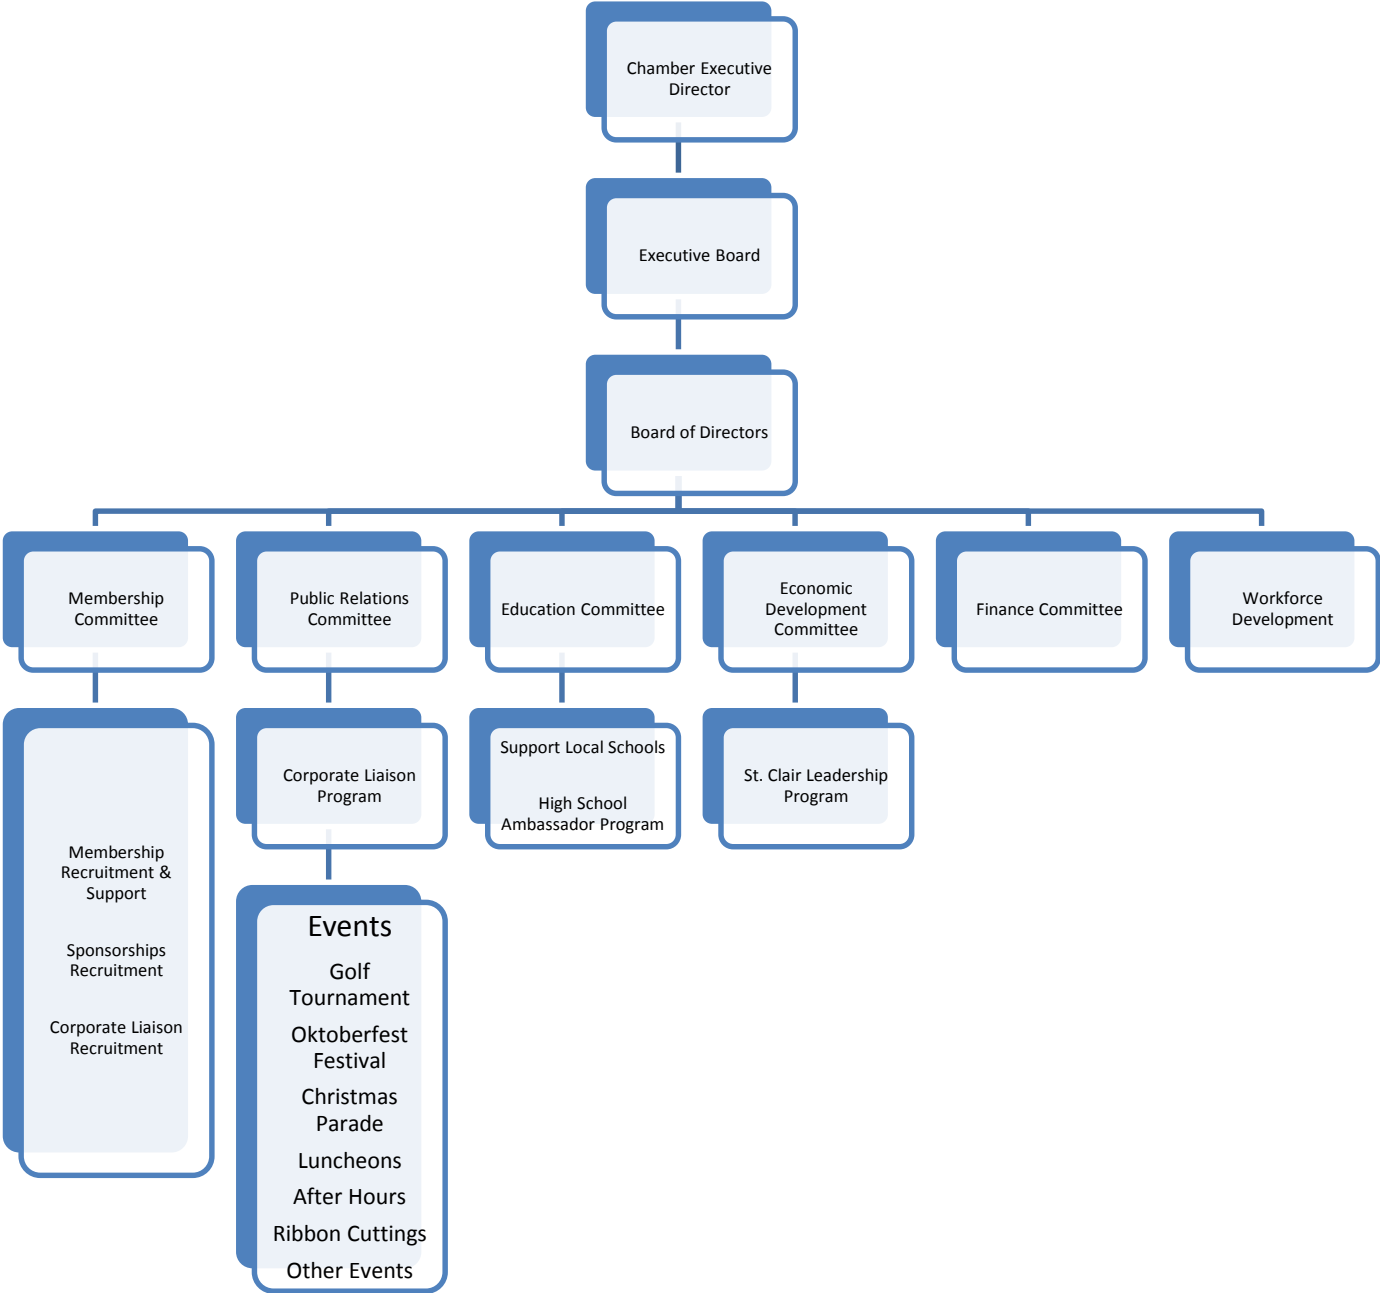 Chamber Executive
Director
Executive Board
Board of Directors
Membership
Committee
Public Relations
Committee
Education Committee
Economic
Development
Committee
Finance Committee
Workforce
Development
Membership
Recruitment &
Support
Sponsorships
Recruitment
Corporate Liaison
Recruitment
Corporate Liaison
Program
Events
Golf
Tournament
Oktoberfest
Festival
Christmas
Parade
Luncheons
After Hours
Ribbon Cuttings
Other Events
Support Local Schools
High School
Ambassador Program
St. Clair Leadership
Program